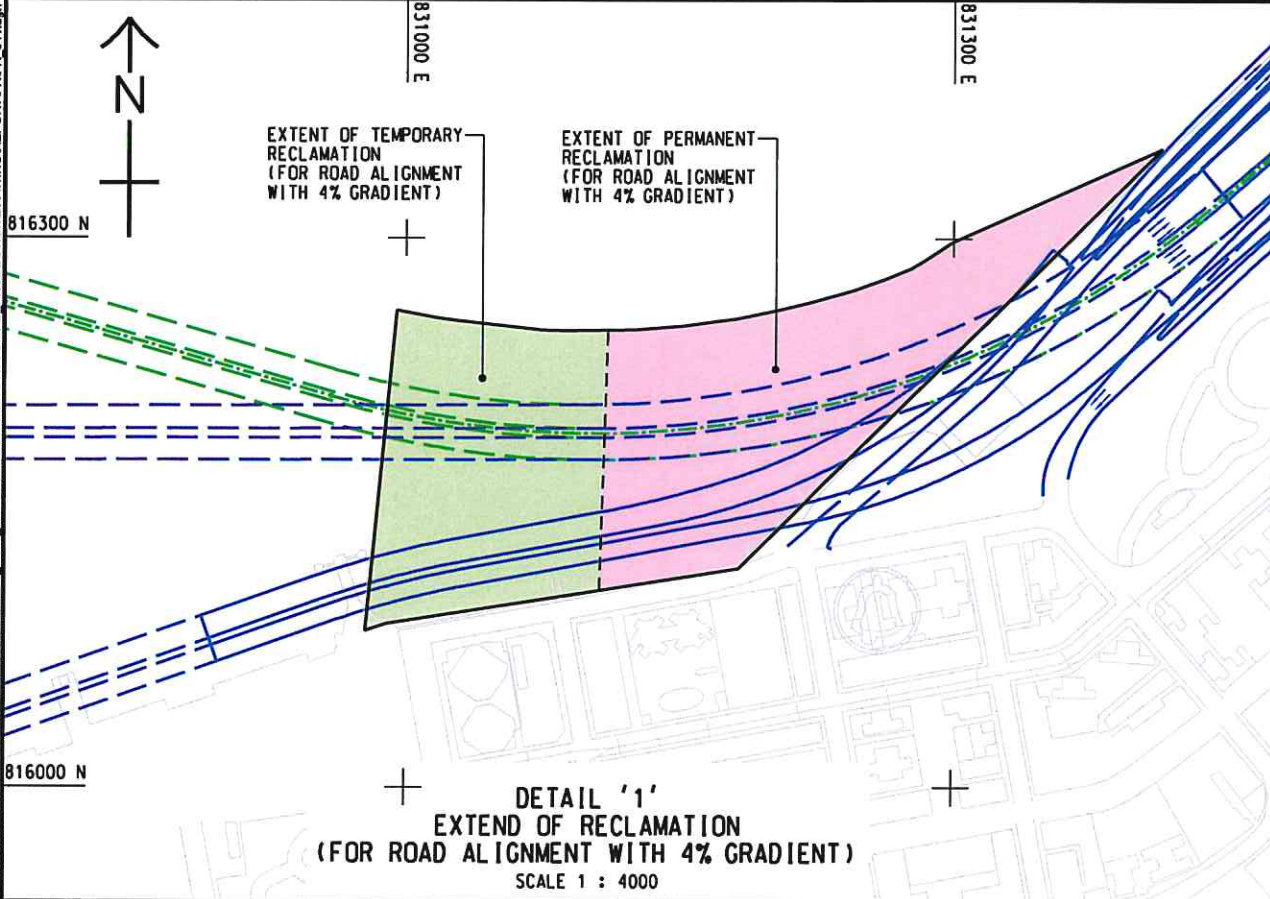 831000 E
831300 E
N
EXTENT OF TEMPORARY
RECLAMATION
(FOR ROAD ALIGNMENT
WITH 4% GRADIENT)
EXTENT OF PERMANENT
RECLAMATION
(FOR ROAD ALIGNMENT
WITH 4% GRADIENT)
816300 N
816000 N
DETAIL '1'
EXTEND OF RECLAMATION
(FOR ROAD ALIGNMENT WITH 4% GRADIENT)
SCALE 1 : 4000